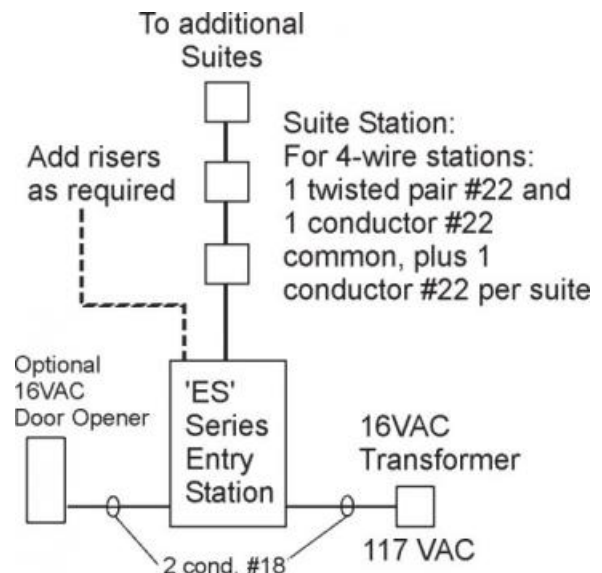 To additional
Suites
Suite Station:
For 4-wire stations:
1 twisted pair #22 and
1 conductor #22
common, plus 1
conductor #22 per suite
Add risers
as required
Optional
16VAC
Door Opener
'ES'
Series
Entry
Station
16VAC
Transformer
117 VAC
2 cond. #18